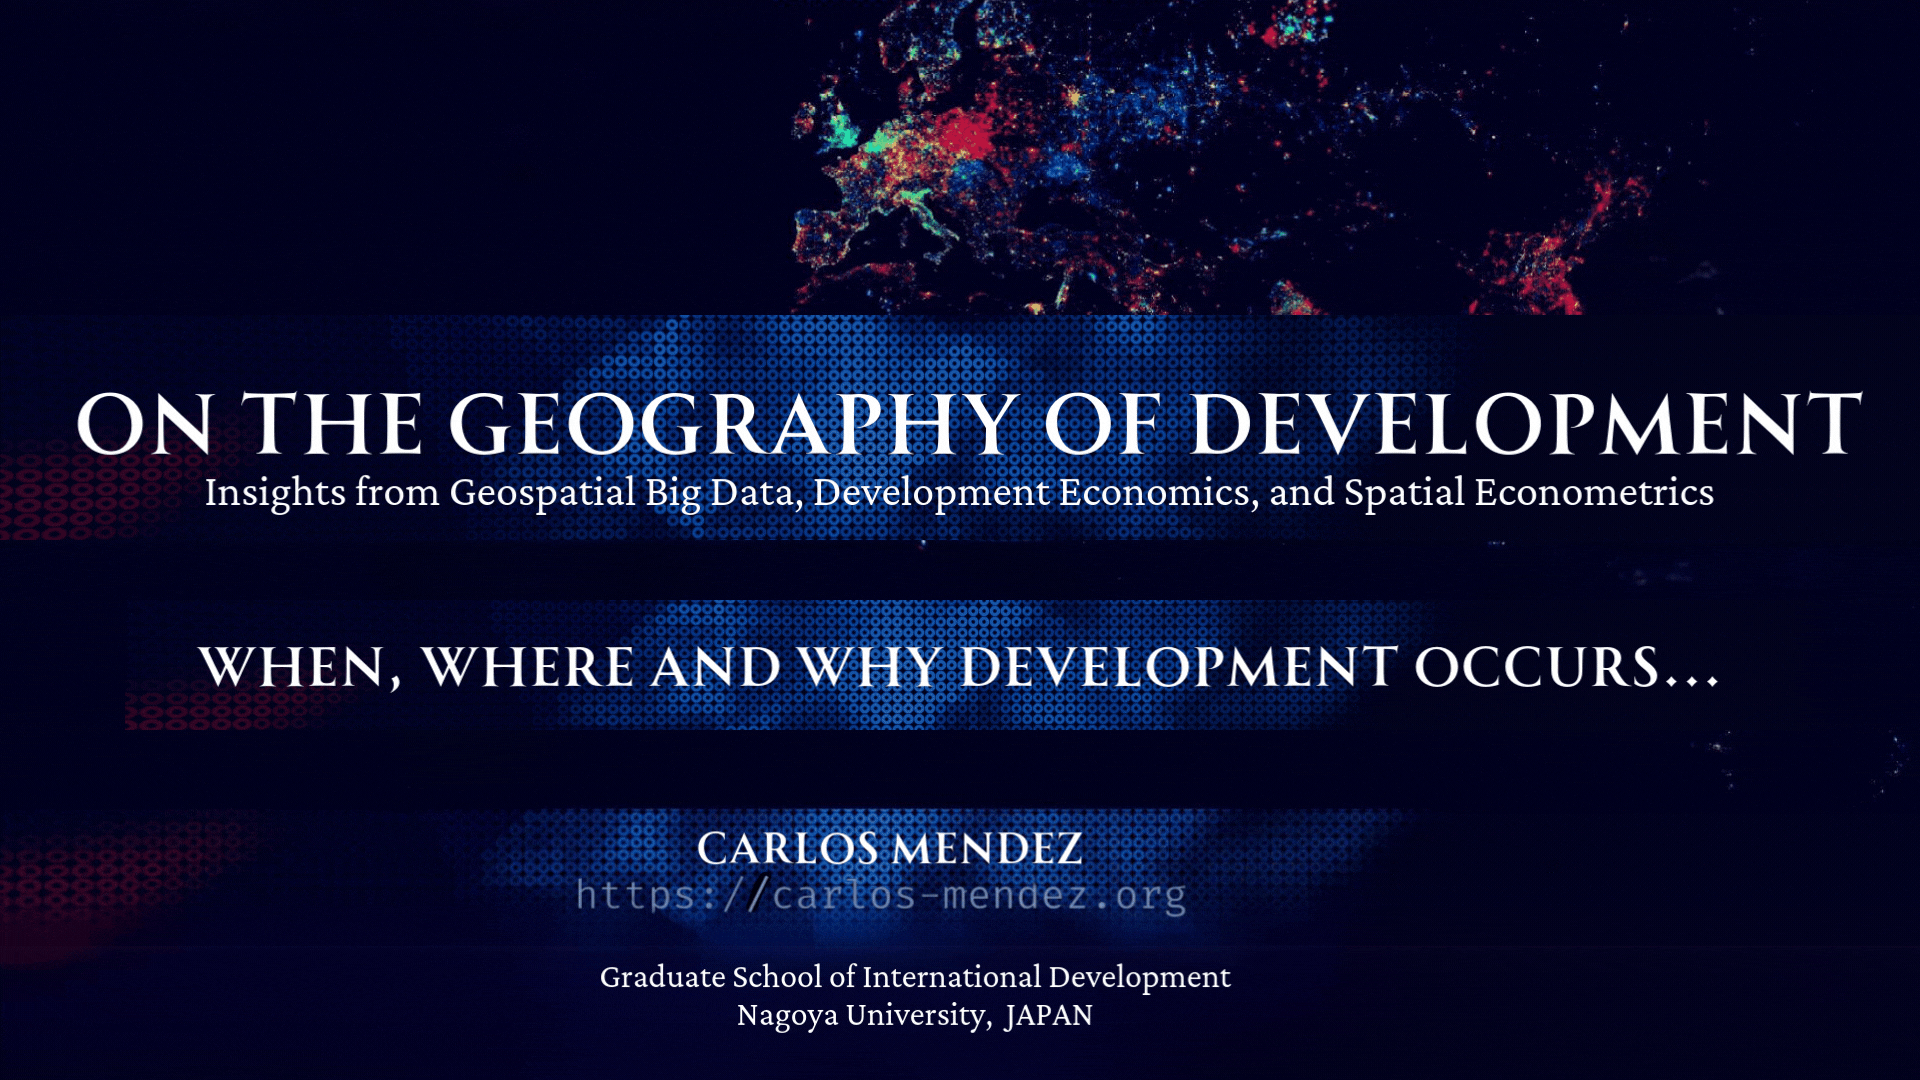 ON THE GEOGRAPHY OF DEVELOPMENT
Insights from Geospatial Big Data, Development Economics, and Spatial Econometrics
WHEN, WHERE AND WHY DEVELOPMENT OCCURS...
CARLOS MENDEZ
https://carlos-mendez.org
Graduate School of International Development
Nagoya University, JAPAN